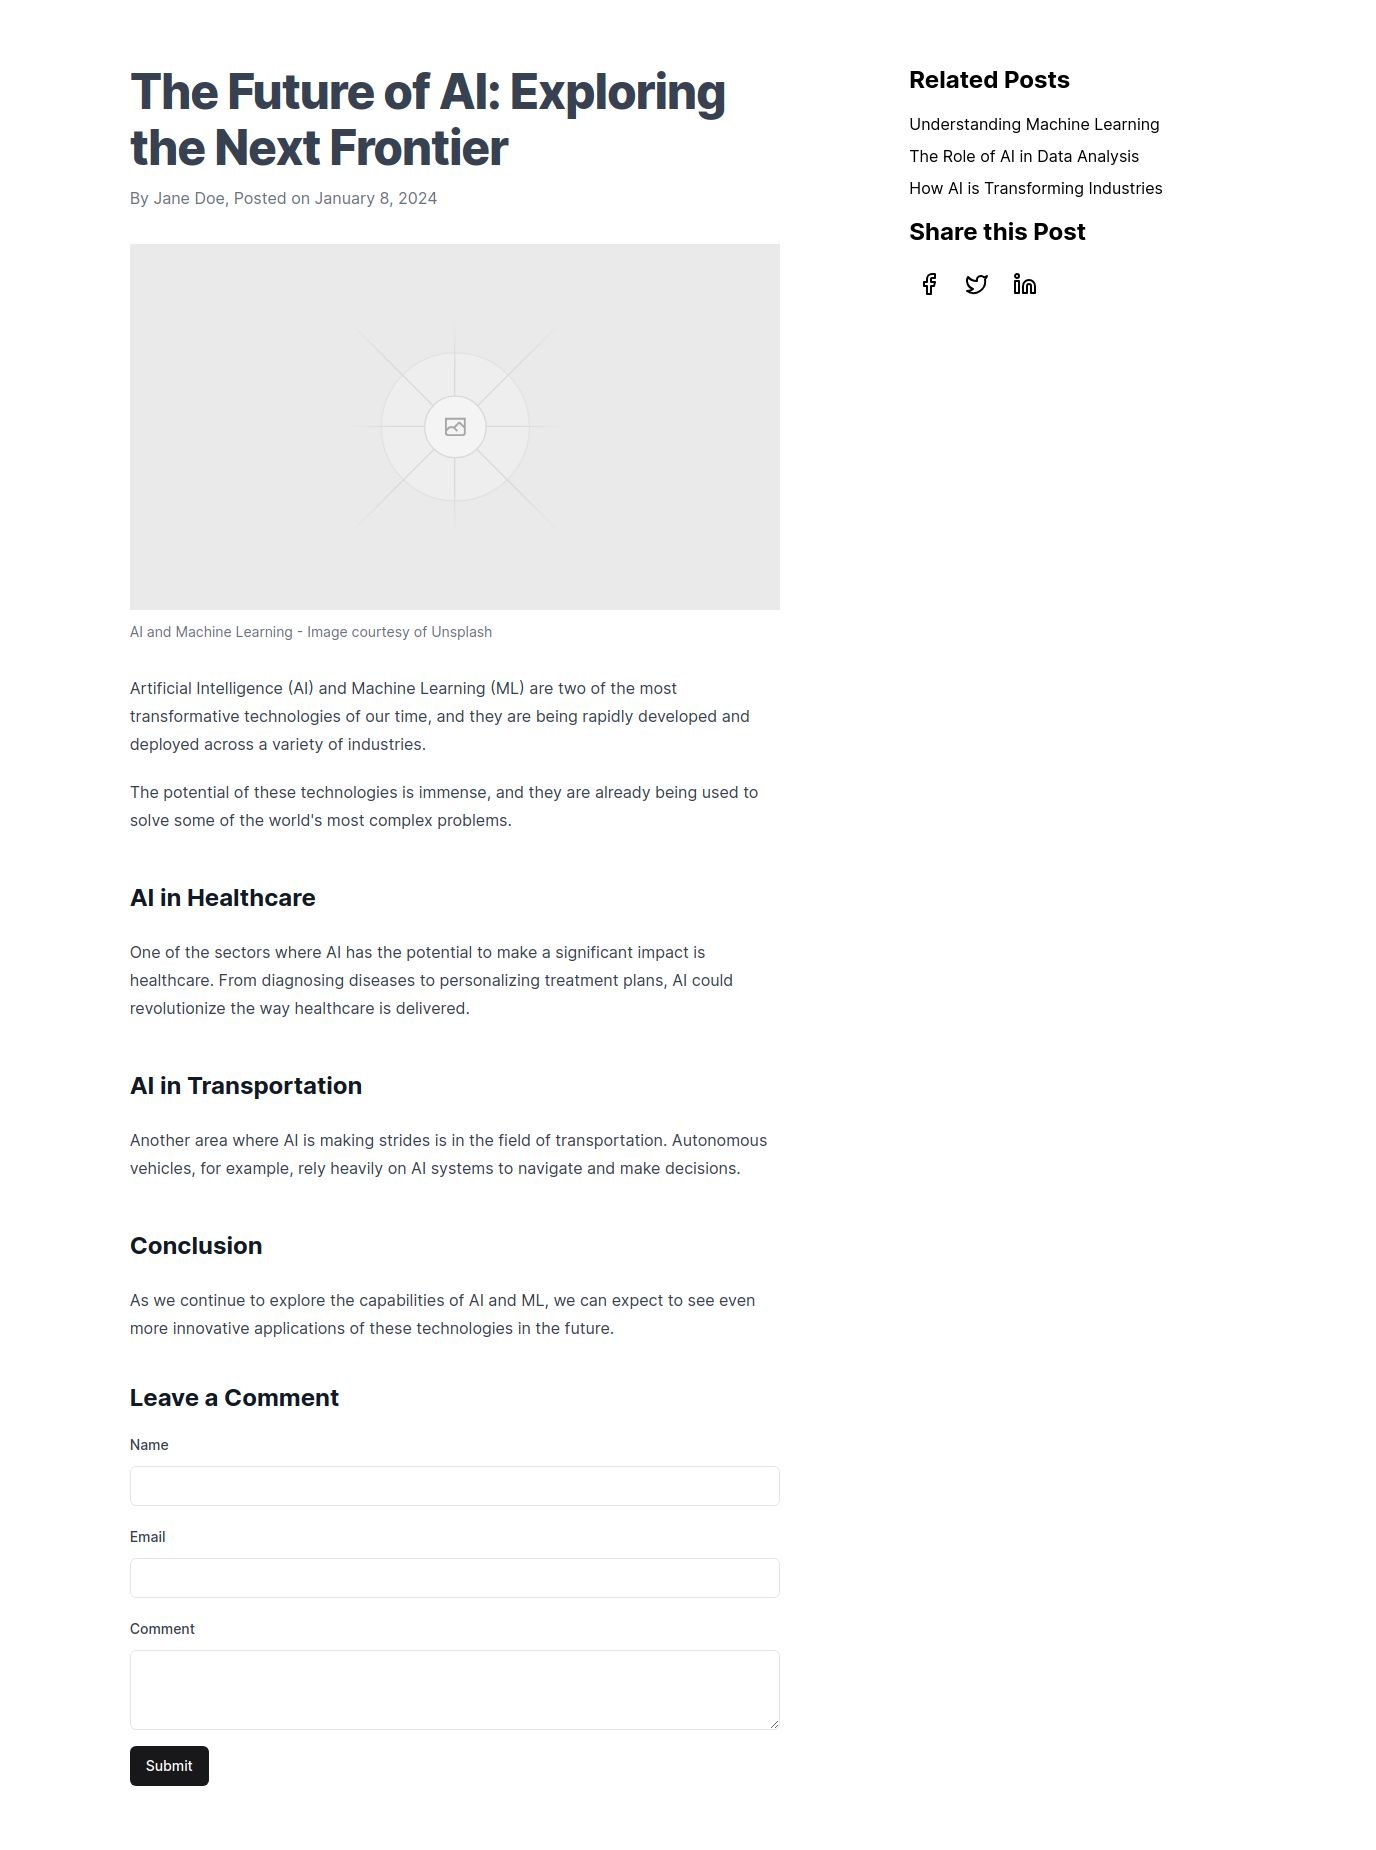 The Future of AI: Exploring
the Next Frontier
By Jane Doe, Posted on January 8, 2024
AI and Machine Learning - Image courtesy of Unsplash
Artificial Intelligence (AI) and Machine Learning (ML) are two of the most
transformative technologies of our time, and they are being rapidly developed and
deployed across a variety of industries.
The potential of these technologies is immense, and they are already being used to
solve some of the world's most complex problems.
AI in Healthcare
One of the sectors where AI has the potential to make a significant impact is
healthcare. From diagnosing diseases to personalizing treatment plans, AI could
revolutionize the way healthcare is delivered.
AI in Transportation
Another area where AI is making strides is in the field of transportation. Autonomous
vehicles, for example, rely heavily on AI systems to navigate and make decisions.
Conclusion
As we continue to explore the capabilities of AI and ML, we can expect to see even
more innovative applications of these technologies in the future.
Leave a Comment
Name
Email
Comment
Submit
Related Posts
Understanding Machine Learning
The Role of AI in Data Analysis
How AI is Transforming Industries
Share this Post